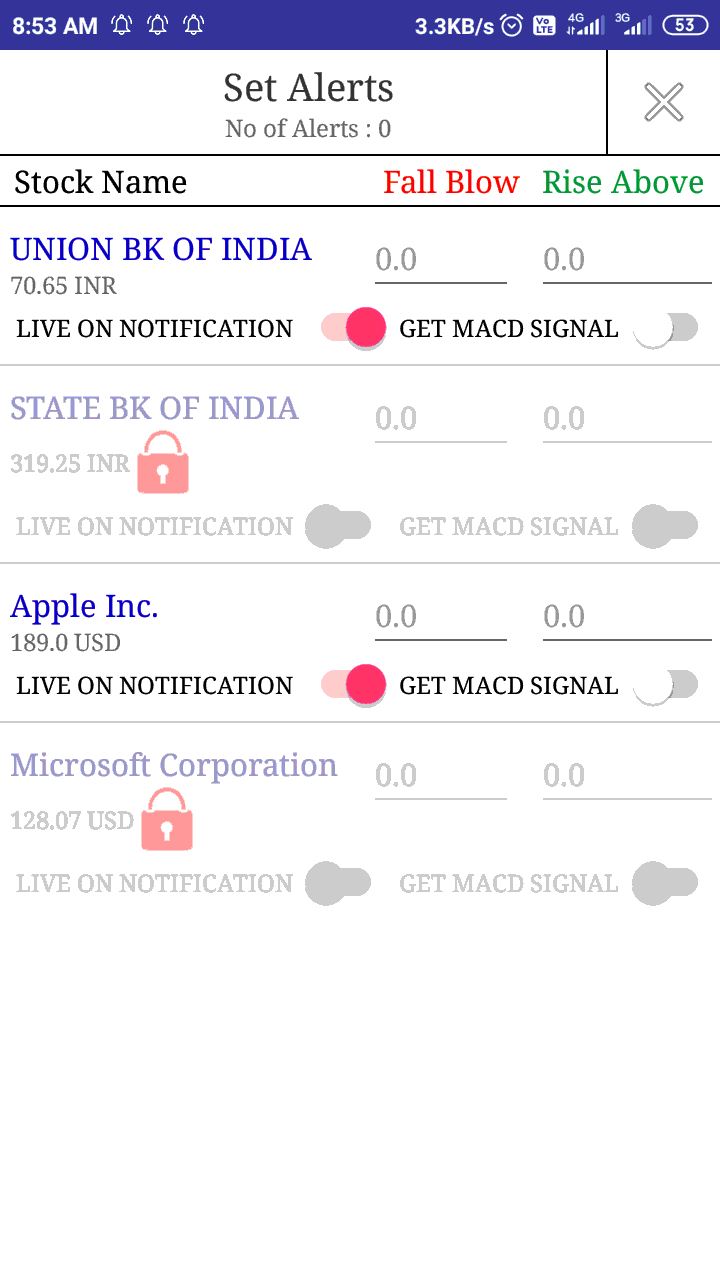 8:53 AM 3.3KB/s Vo LTE 4G 3G 53
Set Alerts
No of Alerts : 0
Stock Name Fall Blow Rise Above
UNION BK OF INDIA 0.0 0.0
70.65 INR
LIVE ON NOTIFICATION GET MACD SIGNAL
STATE BK OF INDIA 0.0 0.0
319.25 INR
LIVE ON NOTIFICATION GET MACD SIGNAL
Apple Inc. 0.0 0.0
189.0 USD
LIVE ON NOTIFICATION GET MACD SIGNAL
Microsoft Corporation 0.0 0.0
128.07 USD
LIVE ON NOTIFICATION GET MACD SIGNAL